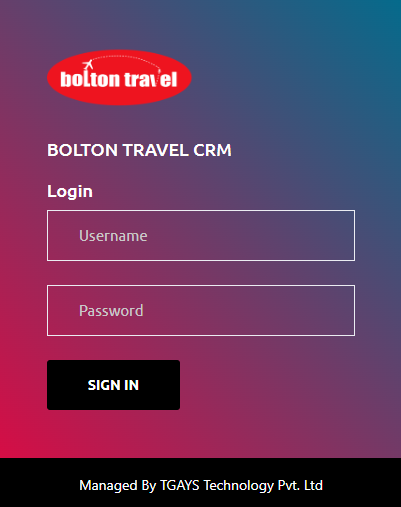 bolton travel
BOLTON TRAVEL CRM
Login
Username
Password
SIGN IN
Managed By TGAYS Technology Pvt. Ltd